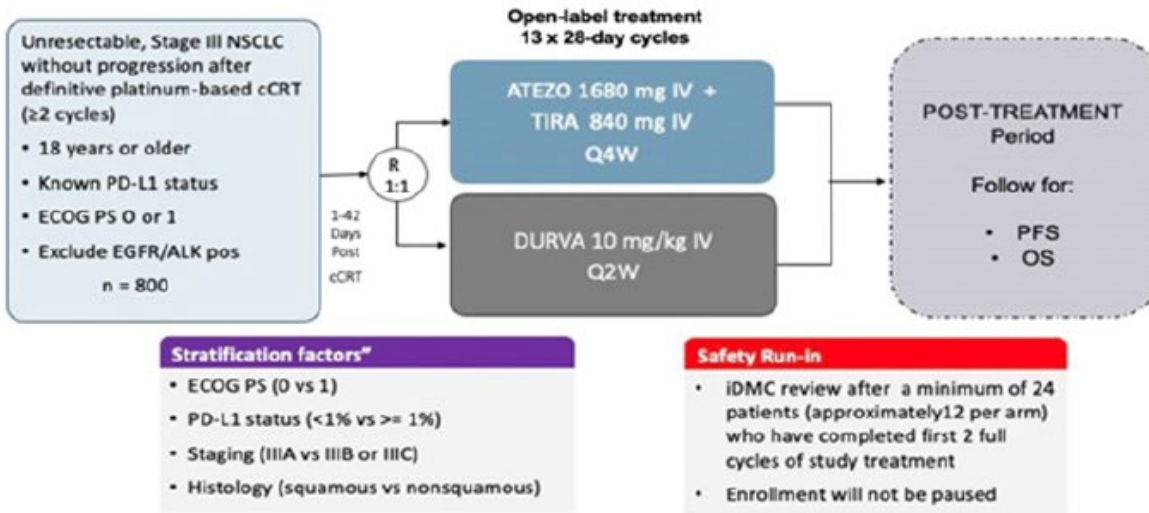 Open-label treatment
13 x 28-day cycles
Unresectable, Stage III NSCLC
without progression after
definitive platinum-based cCRT
(≥2 cycles)
• 18 years or older
• Known PD-L1 status
• ECOG PS 0 or 1
• Exclude EGFR/ALK pos
n = 800
R
1:1
1-42
Days
Post
cCRT
ATEZO 1680 mg IV +
TIRA 840 mg IV
Q4W
DURVA 10 mg/kg IV
Q2W
POST-TREATMENT
Period
Follow for:
• PFS
• OS
Stratification factors"
• ECOG PS (0 vs 1)
• PD-L1 status (<1% vs >= 1%)
• Staging (IIIA vs IIIB or IIIC)
• Histology (squamous vs nonsquamous)
Safety Run-in
• iDMC review after a minimum of 24
patients (approximately12 per arm)
who have completed first 2 full
cycles of study treatment
• Enrollment will not be paused